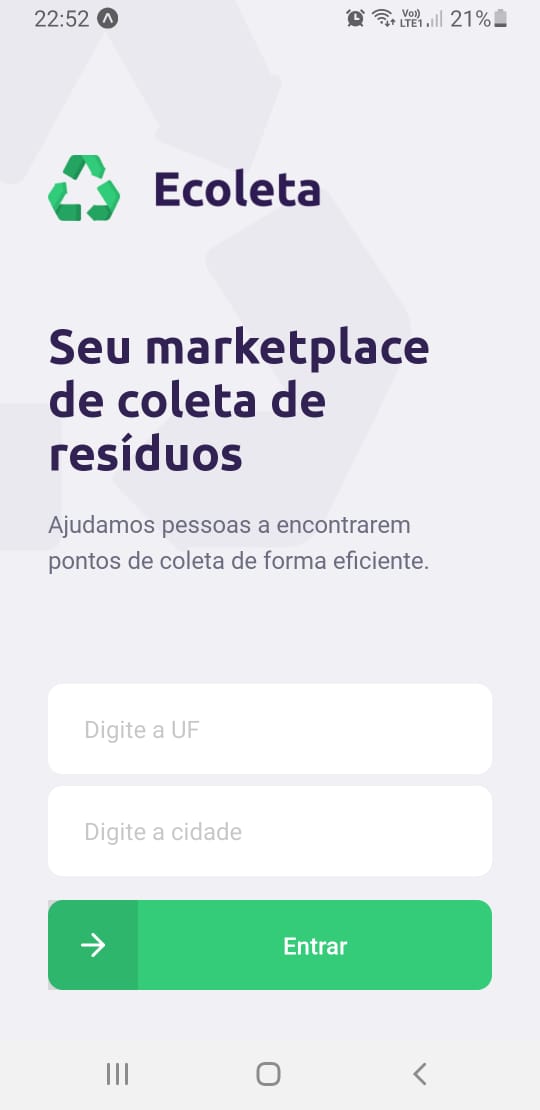 22:52
Vo)) LTE1 21%
Ecoleta
Seu marketplace
de coleta de
resíduos
Ajudamos pessoas a encontrarem
pontos de coleta de forma eficiente.
Digite a UF
Digite a cidade
Entrar